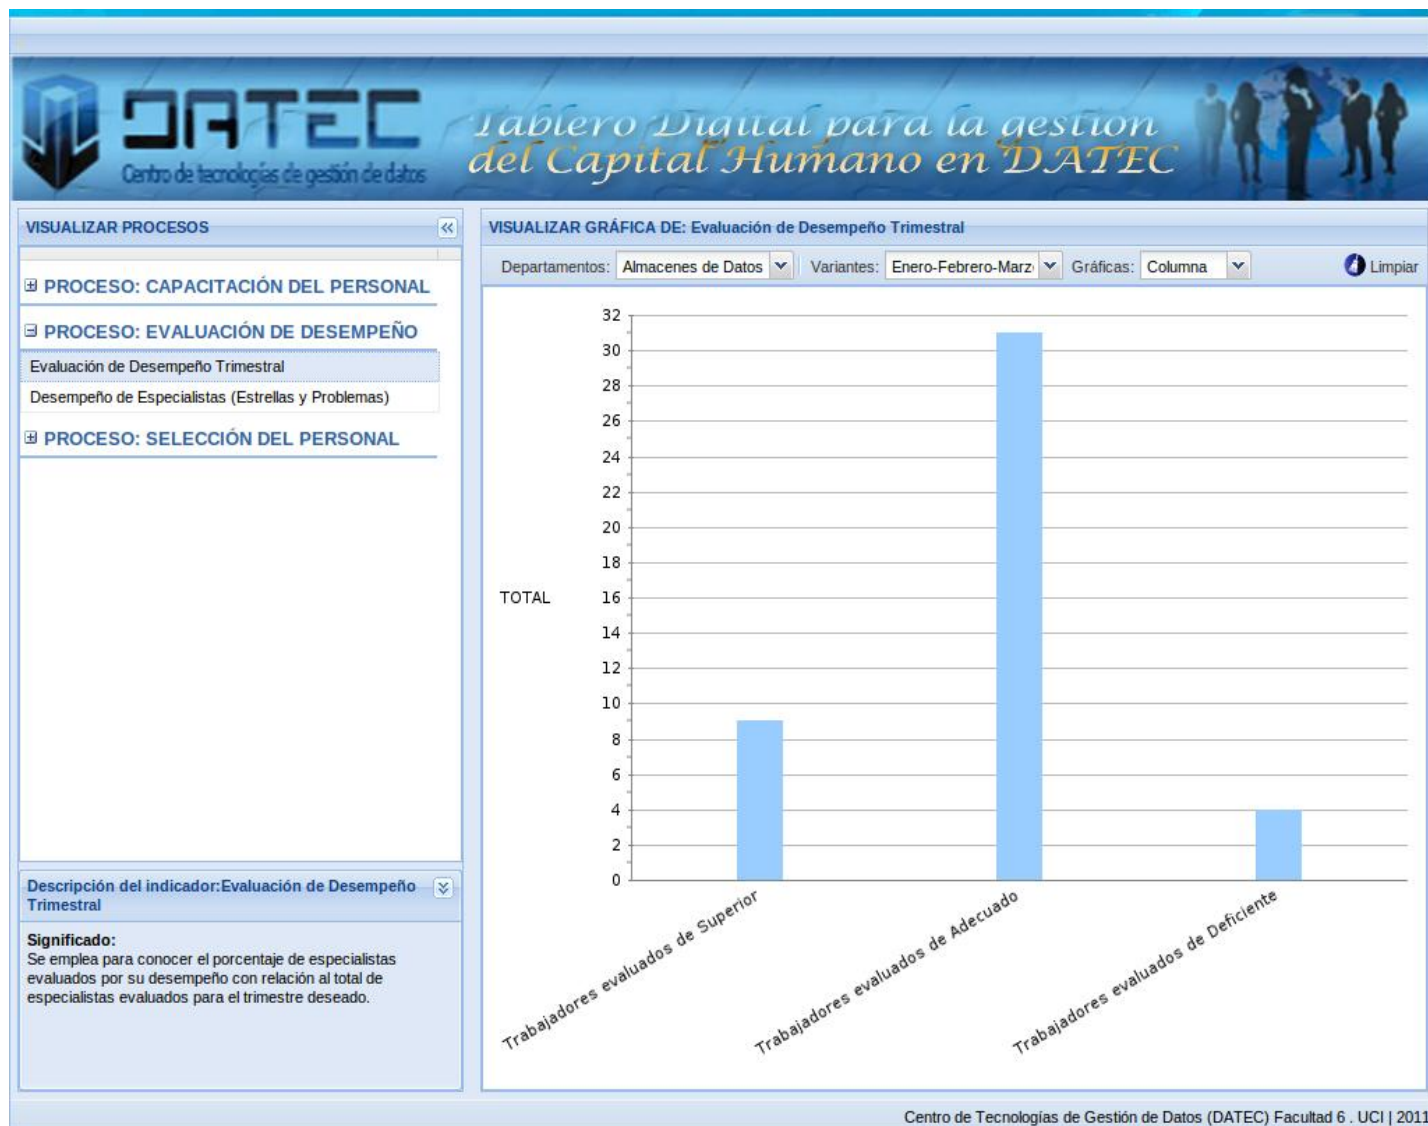 DATEC
Centro de tecnologías de gestión de datos
Tablero Digital para la gestión
del Capital Humano en DATEC
VISUALIZAR PROCESOS
PROCESO: CAPACITACIÓN DEL PERSONAL
PROCESO: EVALUACIÓN DE DESEMPEÑO
Evaluación de Desempeño Trimestral
Desempeño de Especialistas (Estrellas y Problemas)
PROCESO: SELECCIÓN DEL PERSONAL
Descripción del indicador:Evaluación de Desempeño
Trimestral
Significado:
Se emplea para conocer el porcentaje de especialistas
evaluados por su desempeño con relación al total de
especialistas evaluados para el trimestre deseado.
VISUALIZAR GRÁFICA DE: Evaluación de Desempeño Trimestral
Departamentos: Almacenes de Datos Variantes: Enero-Febrero-Marz Gráficas: Columna Limpiar
32
30
28
26
24
22
20
18
TOTAL 16
14
12
10
8
6
4
2
0
Trabajadores evaluados de Superior
Trabajadores evaluados de Adecuado
Trabajadores evaluados de Deficiente
Centro de Tecnologías de Gestión de Datos (DATEC) Facultad 6 . UCI | 2011